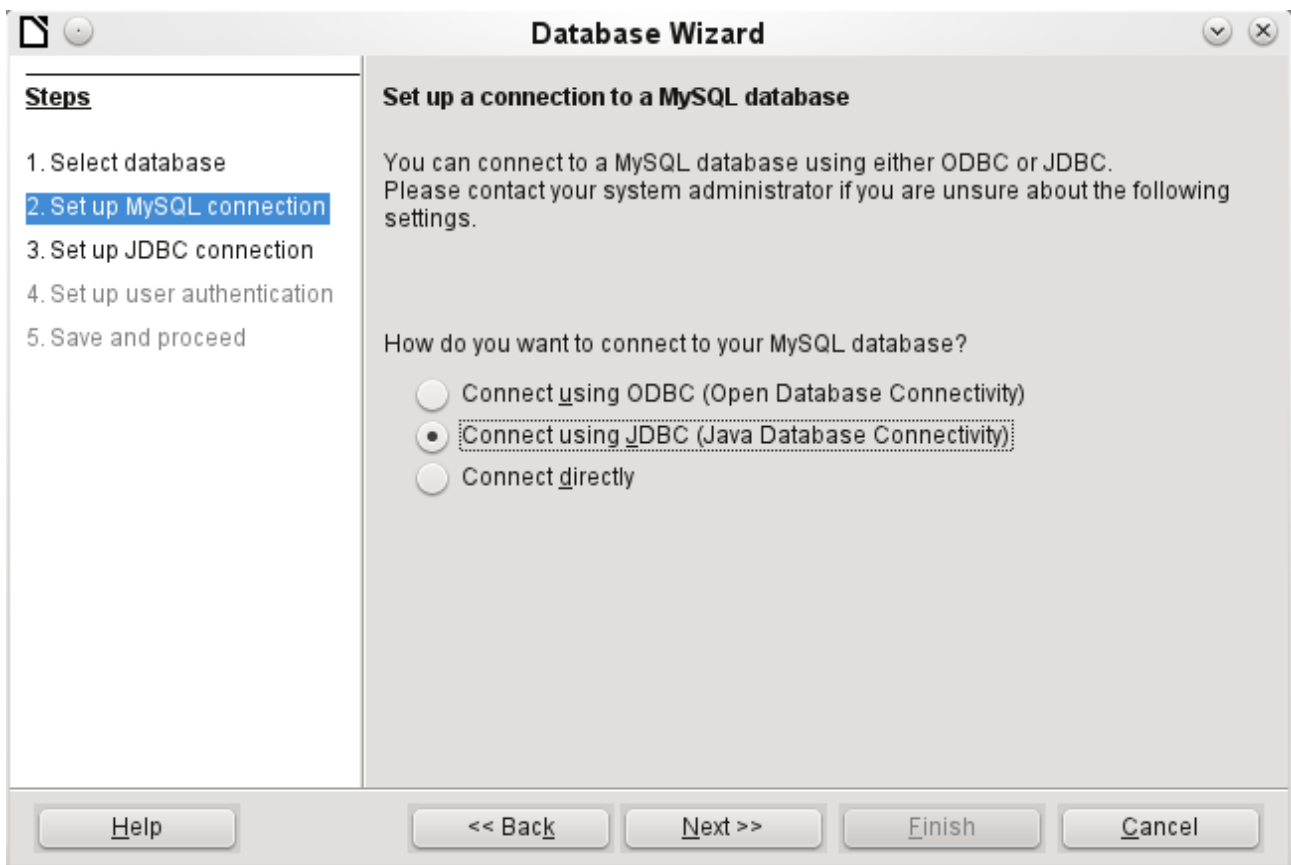 Database Wizard
Steps
1. Select database
2. Set up MySQL connection
3. Set up JDBC connection
4. Set up user authentication
5. Save and proceed
Set up a connection to a MySQL database
You can connect to a MySQL database using either ODBC or JDBC.
Please contact your system administrator if you are unsure about the following
settings.
How do you want to connect to your MySQL database?
Connect using ODBC (Open Database Connectivity)
Connect using JDBC (Java Database Connectivity)
Connect directly
Help
<< Back
Next >>
Finish
Cancel